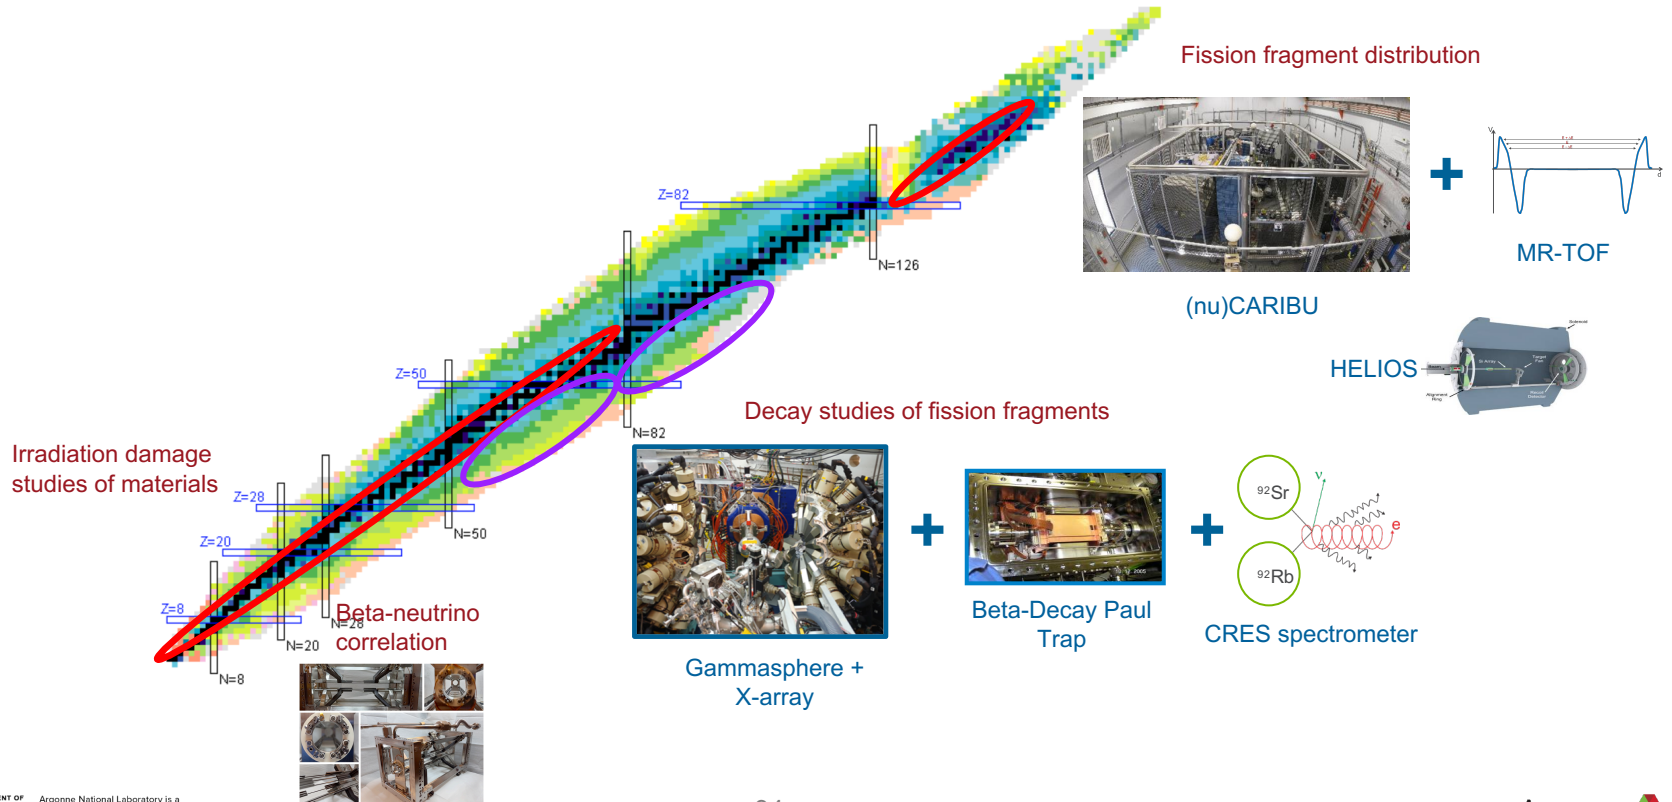 Fission fragment distribution
Z=82
N=126
MR-TOF
(nu)CARIBU
Solenoid
HELIOS
Z=50
N=82
Decay studies of fission fragments
Irradiation damage
studies of materials
Z=28
N=50
Z=20
ν
92Sr
e
92Rb
Z=8
N=28
N=20
N=8
Beta-neutrino
correlation
Beta-Decay Paul
Trap
CRES spectrometer
Gammasphere +
X-array
Argonne National Laboratory is a